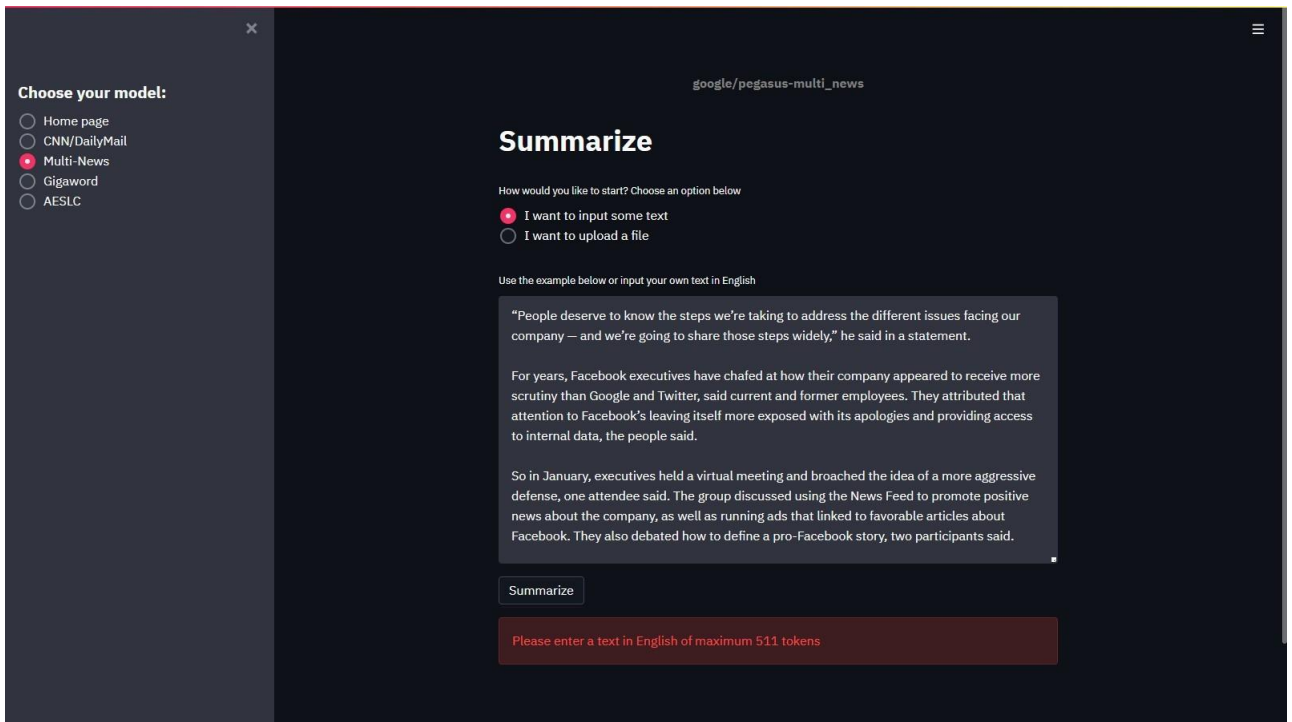 Choose your model:
Home page
CNN/DailyMail
Multi-News
Gigaword
AESLC
google/pegasus-multi_news
Summarize
How would you like to start? Choose an option below
I want to input some text
I want to upload a file
Use the example below or input your own text in English
“People deserve to know the steps we’re taking to address the different issues facing our
company — and we’re going to share those steps widely,” he said in a statement.
For years, Facebook executives have chafed at how their company appeared to receive more
scrutiny than Google and Twitter, said current and former employees. They attributed that
attention to Facebook’s leaving itself more exposed with its apologies and providing access
to internal data, the people said.
So in January, executives held a virtual meeting and broached the idea of a more aggressive
defense, one attendee said. The group discussed using the News Feed to promote positive
news about the company, as well as running ads that linked to favorable articles about
Facebook. They also debated how to define a pro-Facebook story, two participants said.
Summarize
Please enter a text in English of maximum 511 tokens